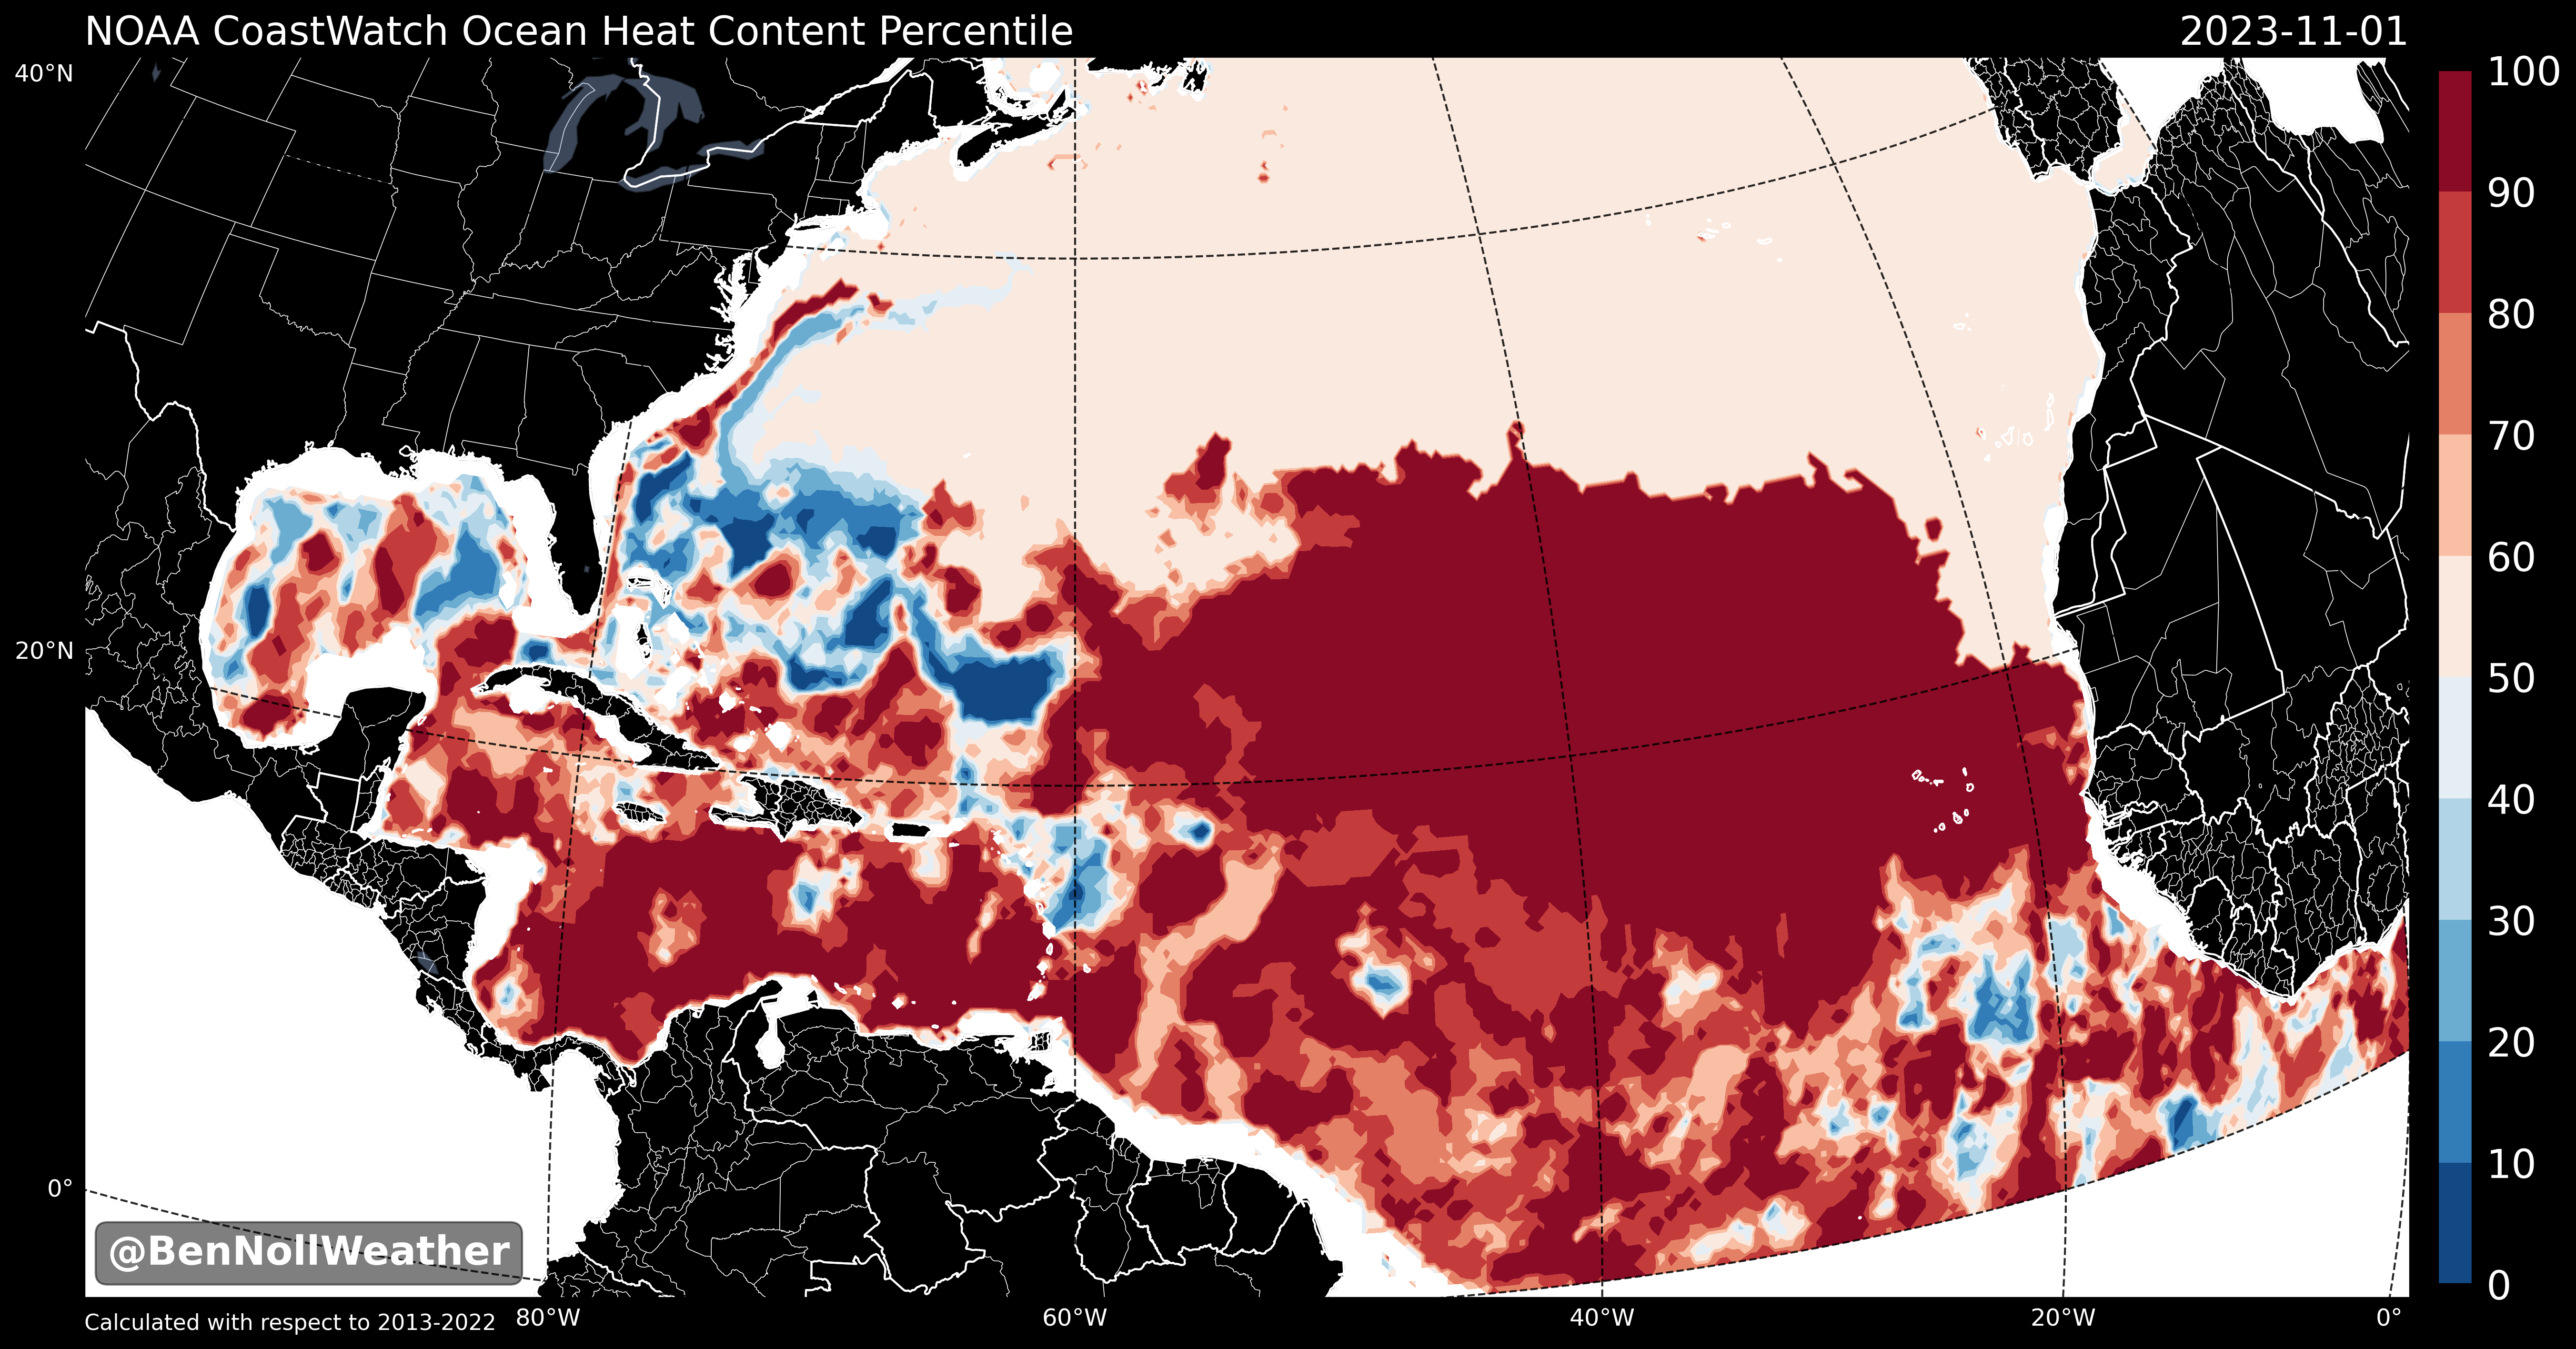 NOAA CoastWatch Ocean Heat Content Percentile 2023-11-01
40°N
20°N
0°
100
90
80
70
60
50
40
30
20
10
0
@BenNollWeather
Calculated with respect to 2013-2022
80°W 60°W 40°W 20°W 0°